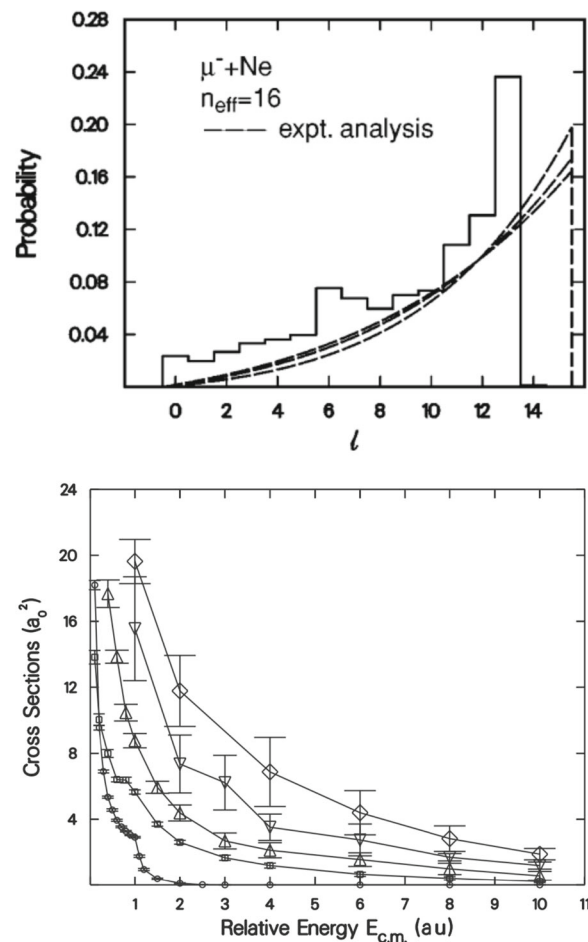 0.28
0.24
0.20
0.16
0.12
0.08
0.04
Probability
μ⁻+Ne
n_eff=16
expt. analysis
0 2 4 6 8 10 12 14
ℓ
24
20
16
12
8
4
Cross Sections (a₀²)
1 2 3 4 5 6 7 8 9 10 11
Relative Energy E_c.m. (au)